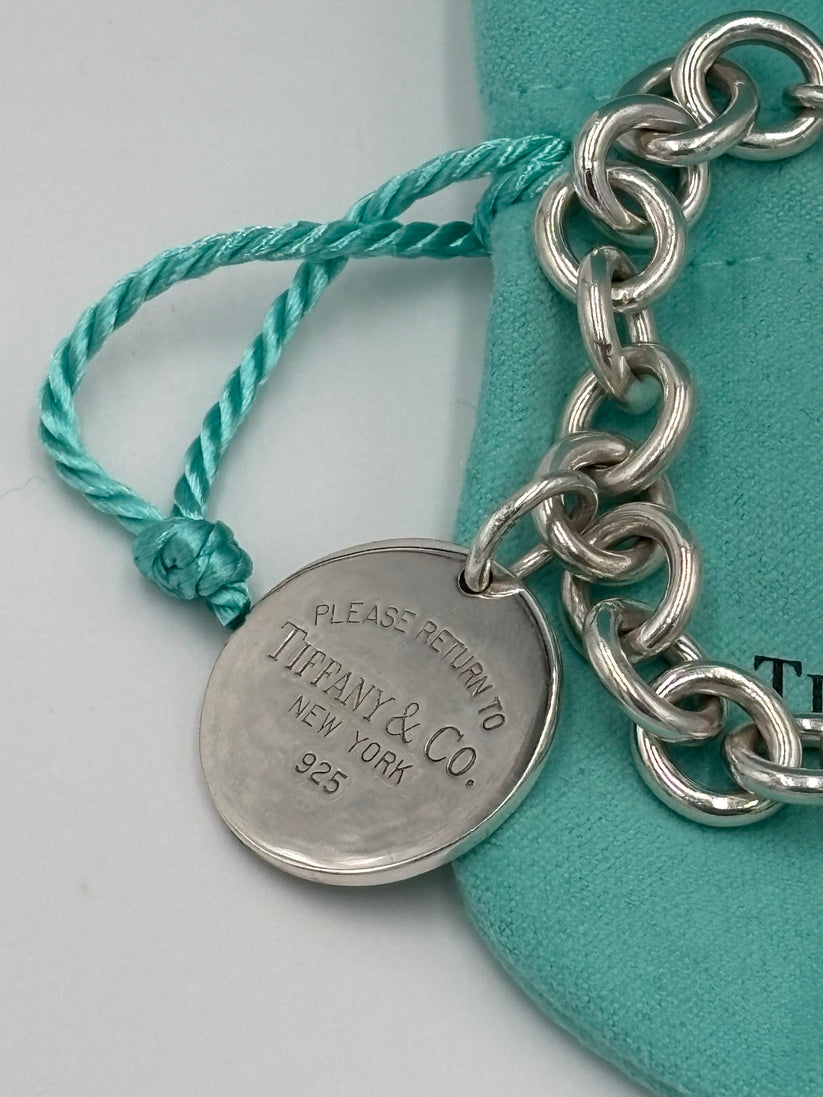 PLEASE RETURN TO
TIFFANY & CO.
NEW YORK
925